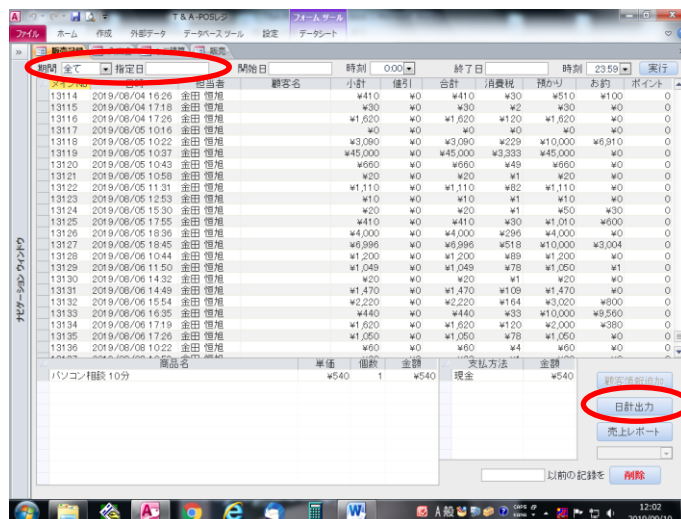 T & A-POSレジ フォーム ツール
ファイル ホーム 作成 外部データ データベース ツール 設定 データシート
期間 全て 指定日 開始日 時刻 0:00 終了日 時刻 23:59 実行
担当者 顧客名 小計 値引 合計 消費税 預かり お釣 ポイント
13114 2019/08/04 16:26 金田 恒旭 ¥410 ¥0 ¥410 ¥30 ¥510 ¥100 0
13115 2019/08/04 17:18 金田 恒旭 ¥30 ¥0 ¥30 ¥2 ¥30 ¥0 0
13116 2019/08/04 17:26 金田 恒旭 ¥1,620 ¥0 ¥1,620 ¥120 ¥1,620 ¥0 0
13117 2019/08/05 10:16 金田 恒旭 ¥0 ¥0 ¥0 ¥0 ¥0 ¥0 0
13118 2019/08/05 10:22 金田 恒旭 ¥3,090 ¥0 ¥3,090 ¥229 ¥10,000 ¥6,910 0
13119 2019/08/05 10:37 金田 恒旭 ¥45,000 ¥0 ¥45,000 ¥3,333 ¥45,000 ¥0 0
13120 2019/08/05 10:43 金田 恒旭 ¥660 ¥0 ¥660 ¥49 ¥660 ¥0 0
13121 2019/08/05 10:58 金田 恒旭 ¥20 ¥0 ¥20 ¥1 ¥20 ¥0 0
13122 2019/08/05 11:31 金田 恒旭 ¥1,110 ¥0 ¥1,110 ¥82 ¥1,110 ¥0 0
13123 2019/08/05 12:53 金田 恒旭 ¥10 ¥0 ¥10 ¥1 ¥10 ¥0 0
13124 2019/08/05 15:30 金田 恒旭 ¥20 ¥0 ¥20 ¥1 ¥50 ¥30 0
13125 2019/08/05 17:55 金田 恒旭 ¥410 ¥0 ¥410 ¥30 ¥1,010 ¥600 0
13126 2019/08/05 18:36 金田 恒旭 ¥4,000 ¥0 ¥4,000 ¥296 ¥4,000 ¥0 0
13127 2019/08/05 18:45 金田 恒旭 ¥6,996 ¥0 ¥6,996 ¥518 ¥10,000 ¥3,004 0
13128 2019/08/06 10:44 金田 恒旭 ¥1,200 ¥0 ¥1,200 ¥89 ¥1,200 ¥0 0
13129 2019/08/06 11:50 金田 恒旭 ¥1,049 ¥0 ¥1,049 ¥78 ¥1,050 ¥1 0
13130 2019/08/06 14:32 金田 恒旭 ¥20 ¥0 ¥20 ¥1 ¥20 ¥0 0
13131 2019/08/06 14:49 金田 恒旭 ¥1,470 ¥0 ¥1,470 ¥109 ¥1,470 ¥0 0
13132 2019/08/06 15:54 金田 恒旭 ¥2,220 ¥0 ¥2,220 ¥164 ¥3,020 ¥800 0
13133 2019/08/06 16:35 金田 恒旭 ¥440 ¥0 ¥440 ¥33 ¥10,000 ¥9,560 0
13134 2019/08/06 17:19 金田 恒旭 ¥1,620 ¥0 ¥1,620 ¥120 ¥2,000 ¥380 0
13135 2019/08/06 17:26 金田 恒旭 ¥1,050 ¥0 ¥1,050 ¥78 ¥1,050 ¥0 0
13136 2019/08/08 10:22 金田 恒旭 ¥60 ¥0 ¥60 ¥4 ¥60 ¥0 0
ナビゲーション ウィンドウ
商品名 単価 個数 金額 支払方法 金額
パソコン相談 10分 ¥540 1 ¥540 現金 ¥540
顧客情報追加
日計出力
売上レポート
以前の記録を 削除
A 般 CAPS KANA 12:02
2019/09/10